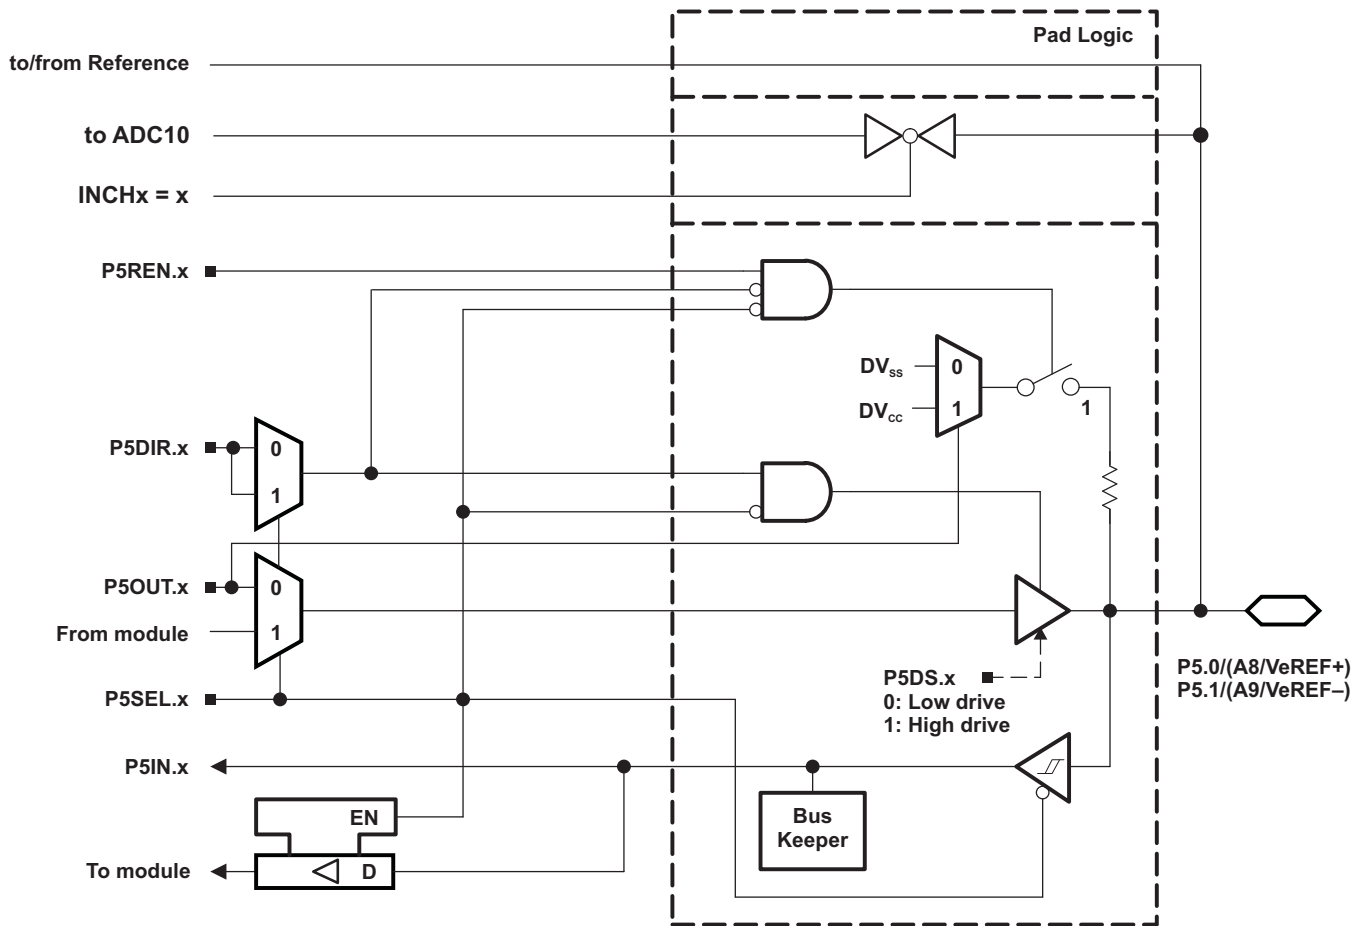 Pad Logic
to/from Reference
to ADC10
INCHx = x
P5REN.x
DVss
0
DVcc
1
1
P5DIR.x
0
1
P5OUT.x
0
From module
1
P5DS.x
0: Low drive
1: High drive
P5.0/(A8/VeREF+)
P5.1/(A9/VeREF–)
P5SEL.x
P5IN.x
EN
Bus
Keeper
To module
D